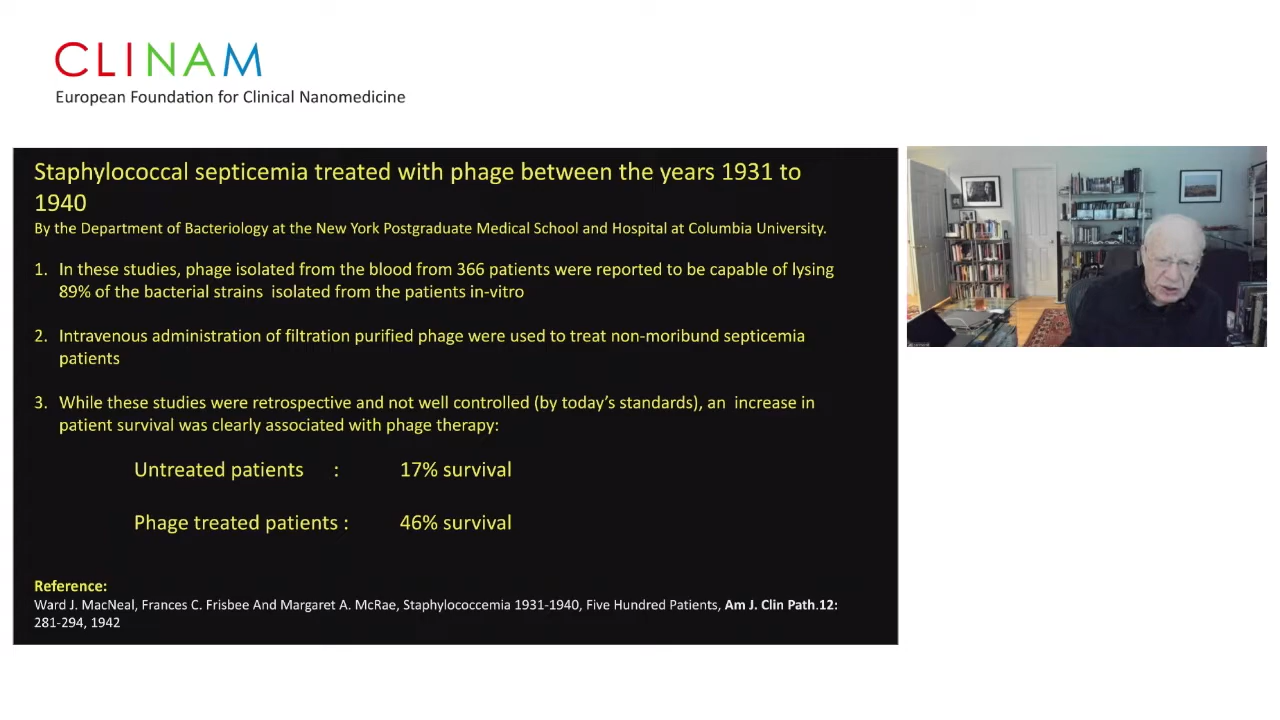 CLINAM
European Foundation for Clinical Nanomedicine
Staphylococcal septicemia treated with phage between the years 1931 to
1940
By the Department of Bacteriology at the New York Postgraduate Medical School and Hospital at Columbia University.
1. In these studies, phage isolated from the blood from 366 patients were reported to be capable of lysing
89% of the bacterial strains isolated from the patients in-vitro
2. Intravenous administration of filtration purified phage were used to treat non-moribund septicemia
patients
3. While these studies were retrospective and not well controlled (by today’s standards), an increase in
patient survival was clearly associated with phage therapy:
Untreated patients : 17% survival
Phage treated patients : 46% survival
Reference:
Ward J. MacNeal, Frances C. Frisbee And Margaret A. McRae, Staphylococcemia 1931-1940, Five Hundred Patients, Am J. Clin Path.12:
281-294, 1942